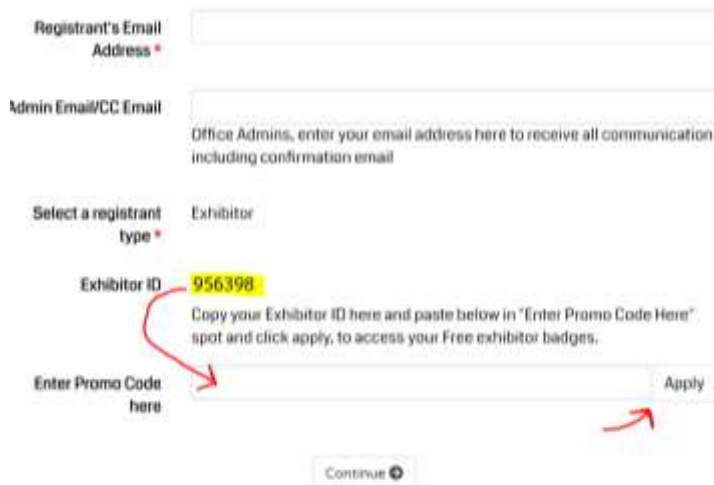 Registrant's Email
Address *
Admin Email/CC Email
Office Admins, enter your email address here to receive all communication
including confirmation email
Select a registrant
type *
Exhibitor
Exhibitor ID
956398
Copy your Exhibitor ID here and paste below in "Enter Promo Code Here"
spot and click apply, to access your Free exhibitor badges.
Enter Promo Code
here
Apply
Continue